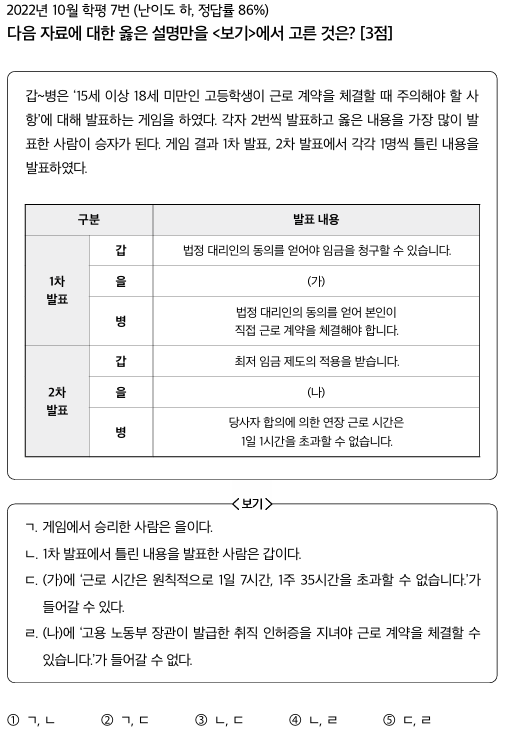 2022년 10월 학평 7번 (난이도 하, 정답률 86%)
다음 자료에 대한 옳은 설명만을 <보기>에서 고른 것은? [3점]
갑~병은 '15세 이상 18세 미만인 고등학생이 근로 계약을 체결할 때 주의해야 할 사
항'에 대해 발표하는 게임을 하였다. 각자 2번씩 발표하고 옳은 내용을 가장 많이 발
표한 사람이 승자가 된다. 게임 결과 1차 발표, 2차 발표에서 각각 1명씩 틀린 내용을
발표하였다.
구분 발표 내용
1차 발표
갑 법정 대리인의 동의를 얻어야 임금을 청구할 수 있습니다.
을 (가)
병 법정 대리인의 동의를 얻어 본인이
직접 근로 계약을 체결해야 합니다.
2차 발표
갑 최저 임금 제도의 적용을 받습니다.
을 (나)
병 당사자 합의에 의한 연장 근로 시간은
1일 1시간을 초과할 수 없습니다.
<보기>
ㄱ. 게임에서 승리한 사람은 을이다.
ㄴ. 1차 발표에서 틀린 내용을 발표한 사람은 갑이다.
ㄷ. (가)에 '근로 시간은 원칙적으로 1일 7시간, 1주 35시간을 초과할 수 없습니다.'가
들어갈 수 있다.
ㄹ. (나)에 '고용 노동부 장관이 발급한 취직 인허증을 지녀야 근로 계약을 체결할 수
있습니다.'가 들어갈 수 없다.
① ㄱ, ㄴ ② ㄱ, ㄷ ③ ㄴ, ㄷ ④ ㄴ, ㄹ ⑤ ㄷ, ㄹ